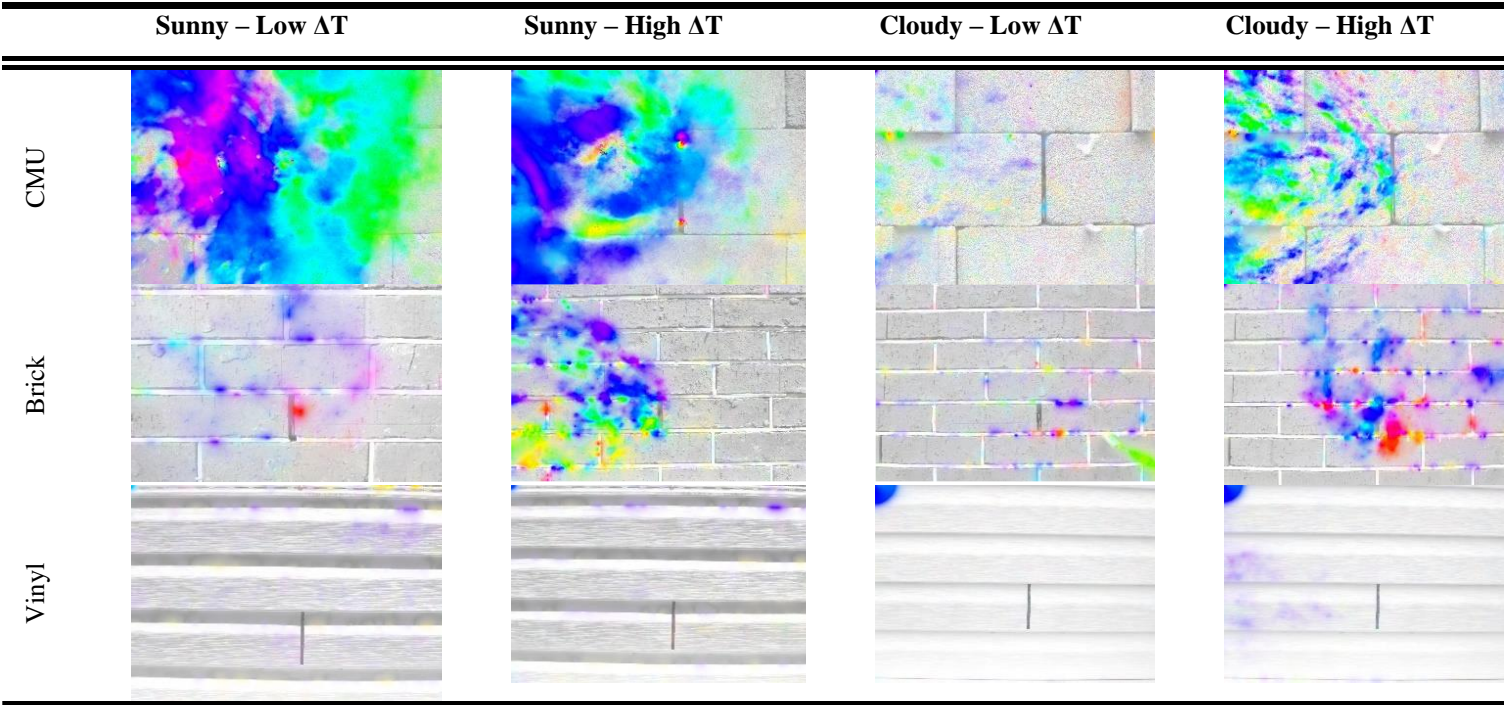 Sunny – Low ΔT Sunny – High ΔT Cloudy – Low ΔT Cloudy – High ΔT
CMU
Brick
Vinyl